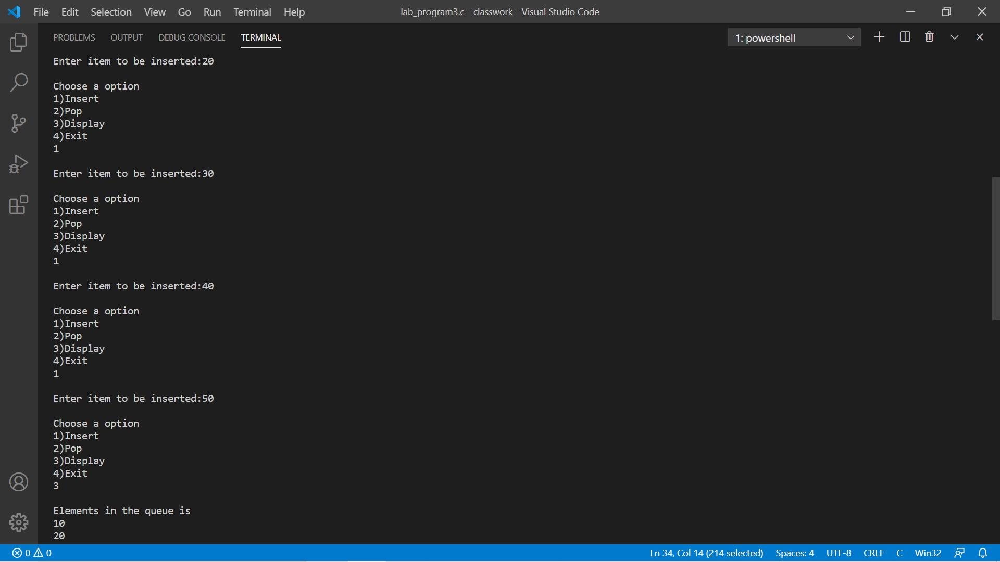 File Edit Selection View Go Run Terminal Help lab_program3.c - classwork - Visual Studio Code
PROBLEMS OUTPUT DEBUG CONSOLE TERMINAL 1: powershell
Enter item to be inserted:20
Choose a option
1)Insert
2)Pop
3)Display
4)Exit
1
Enter item to be inserted:30
Choose a option
1)Insert
2)Pop
3)Display
4)Exit
1
Enter item to be inserted:40
Choose a option
1)Insert
2)Pop
3)Display
4)Exit
1
Enter item to be inserted:50
Choose a option
1)Insert
2)Pop
3)Display
4)Exit
3
Elements in the queue is
10
20
0 0 Ln 34, Col 14 (214 selected) Spaces: 4 UTF-8 CRLF C Win32